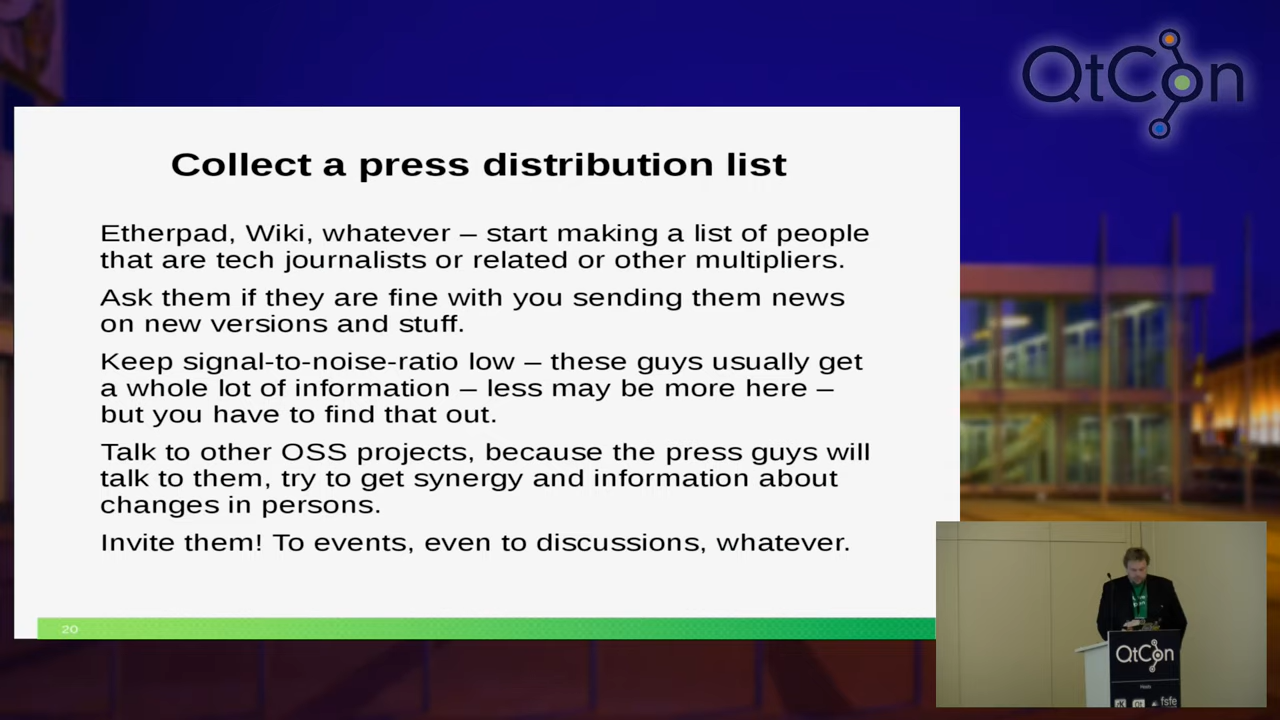 QtCon
Collect a press distribution list
Etherpad, Wiki, whatever – start making a list of people
that are tech journalists or related or other multipliers.
Ask them if they are fine with you sending them news
on new versions and stuff.
Keep signal-to-noise-ratio low – these guys usually get
a whole lot of information – less may be more here –
but you have to find that out.
Talk to other OSS projects, because the press guys will
talk to them, try to get synergy and information about
changes in persons.
Invite them! To events, even to discussions, whatever.
20
QtCon
fsfe